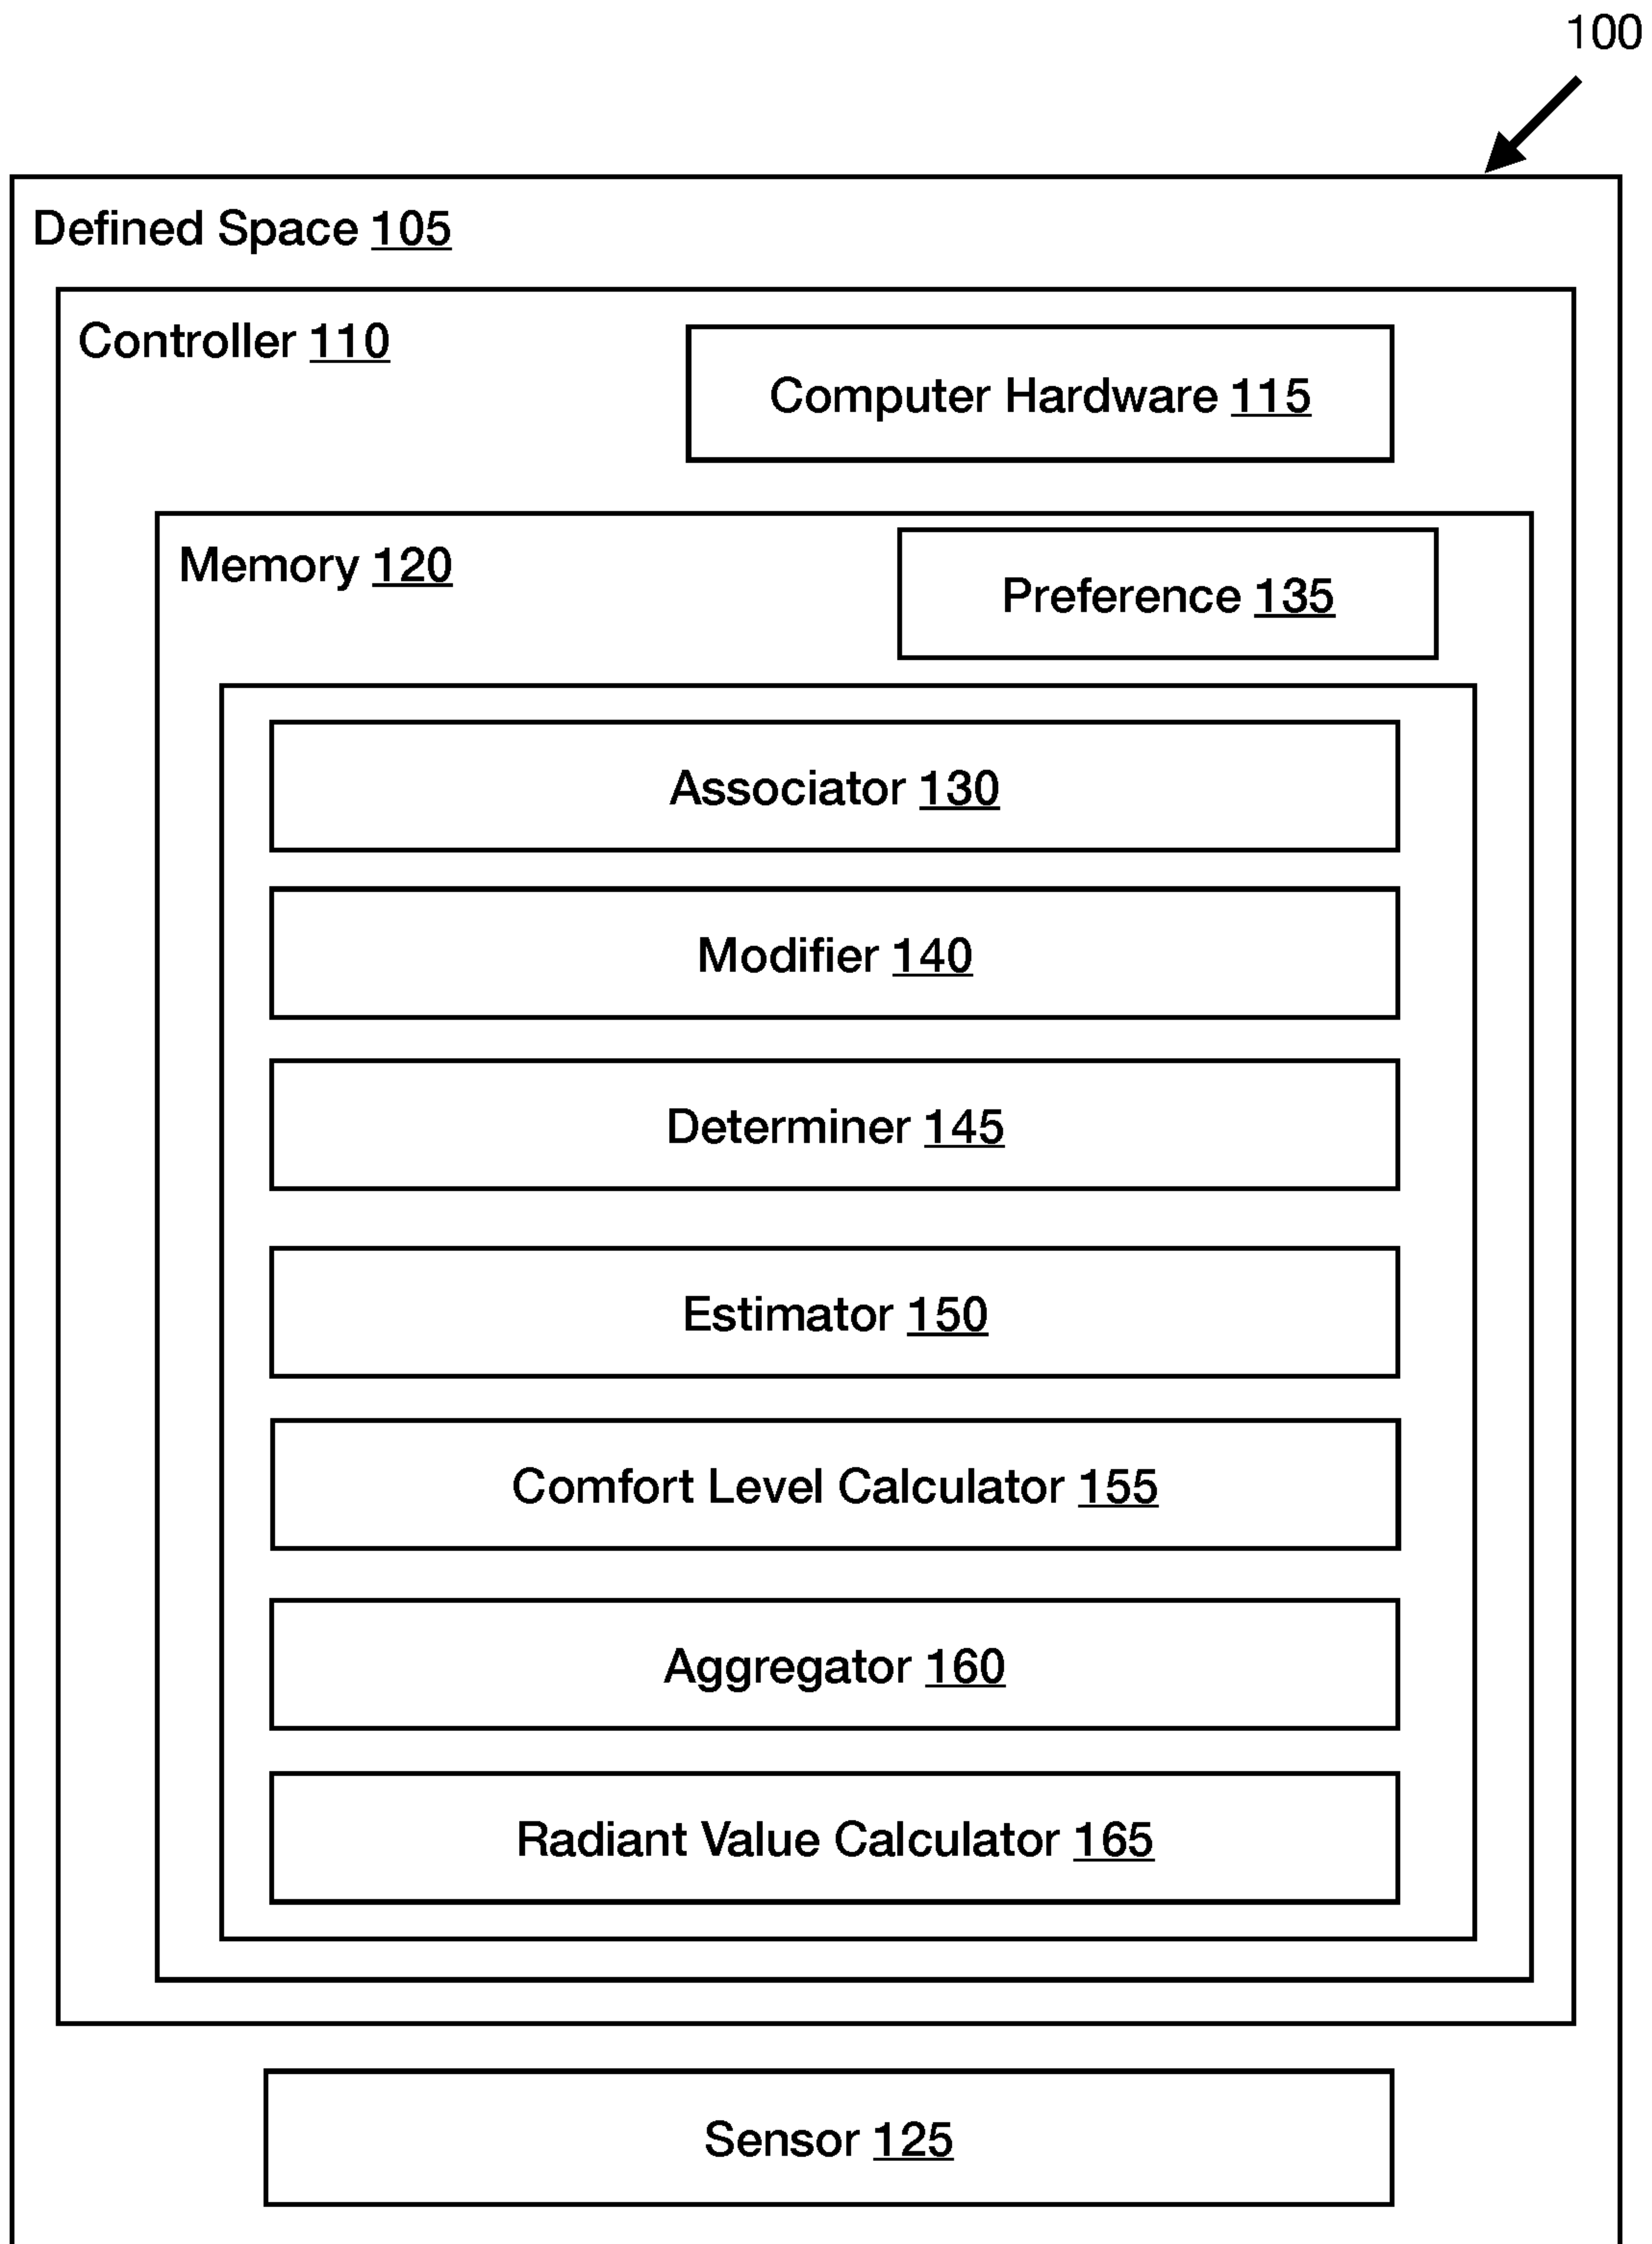 100
Defined Space 105
Controller 110
Computer Hardware 115
Memory 120
Preference 135
Associator 130
Modifier 140
Determiner 145
Estimator 150
Comfort Level Calculator 155
Aggregator 160
Radiant Value Calculator 165
Sensor 125